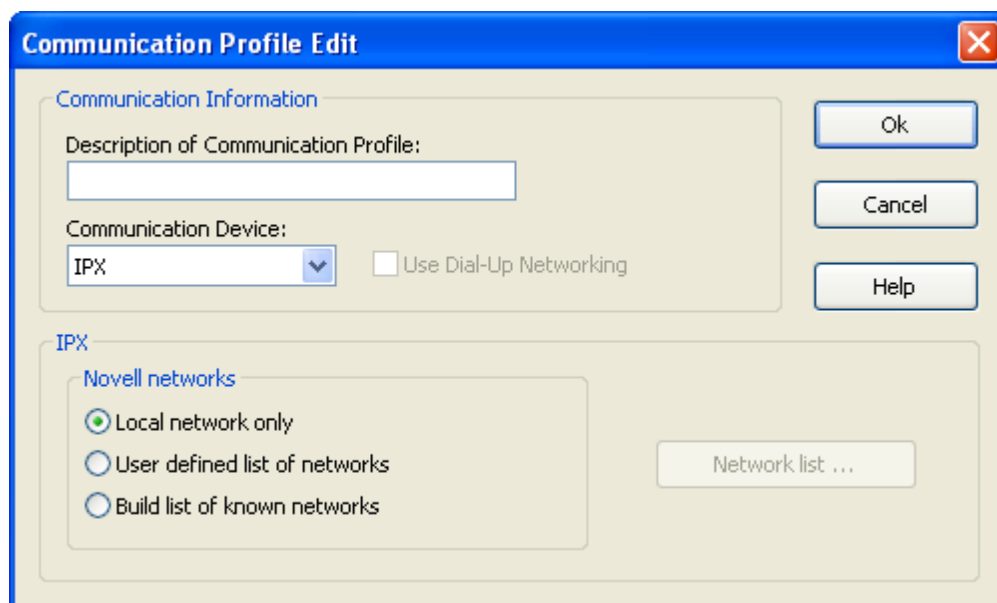 Communication Profile Edit
Communication Information
Description of Communication Profile:
Communication Device:
IPX
Use Dial-Up Networking
Ok
Cancel
Help
IPX
Novell networks
Local network only
User defined list of networks
Build list of known networks
Network list ...